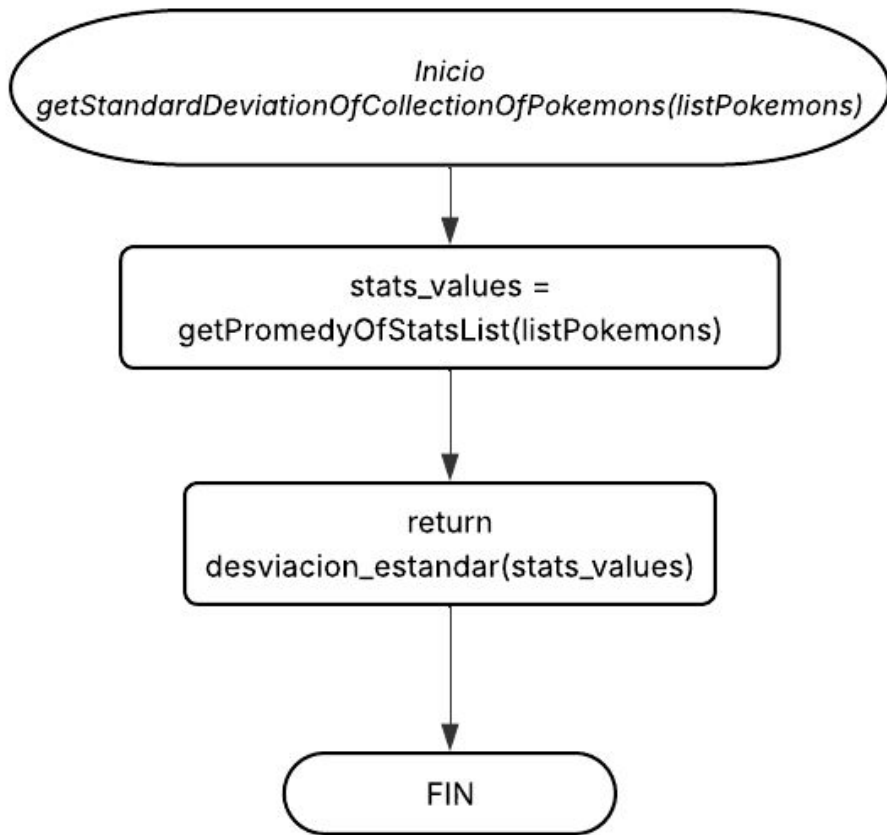 Inicio
getStandardDeviationOfCollectionOfPokemons(listPokemons)
stats_values =
getPromedyOfStatsList(listPokemons)
return
desviacion_estandar(stats_values)
FIN